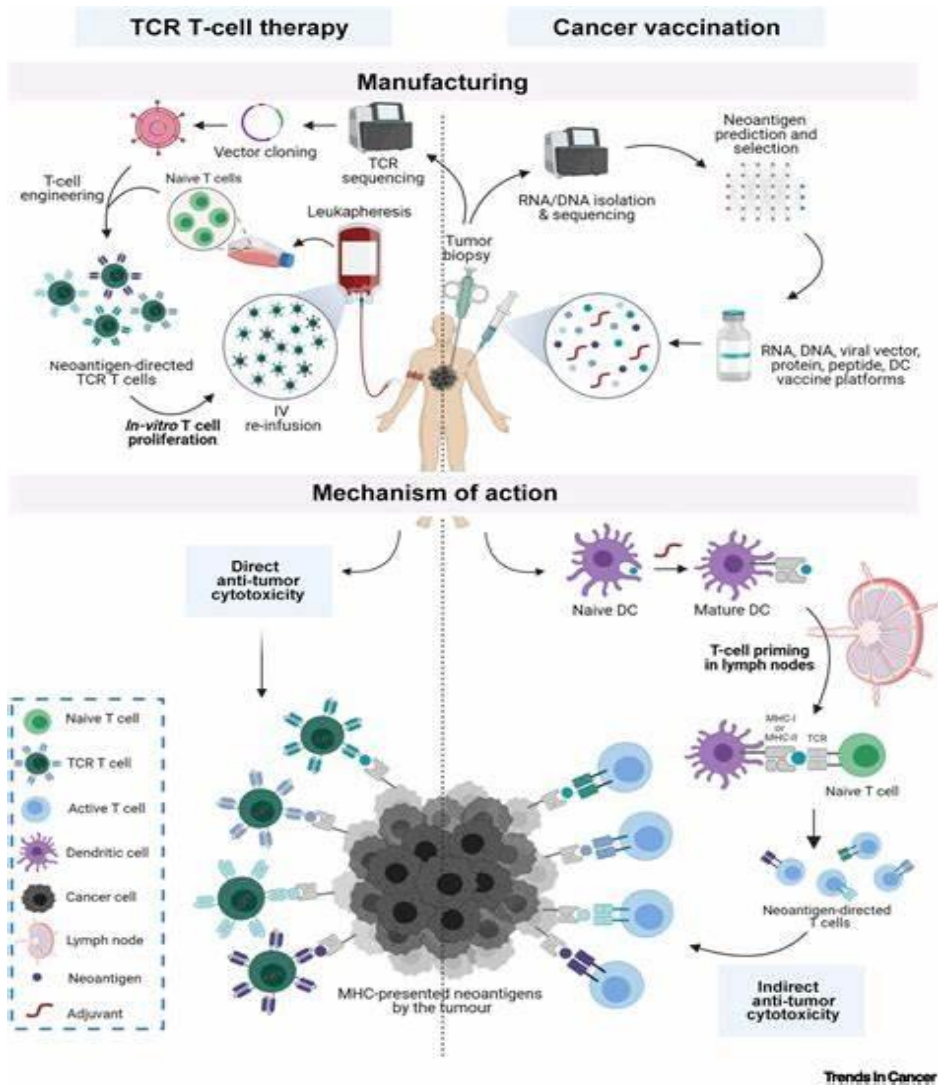 TCR T-cell therapy
Cancer vaccination
Manufacturing
Vector cloning
TCR
sequencing
T-cell
engineering
Naive T cells
Leukapheresis
Neoantigen-directed
TCR T cells
In-vitro T cell
proliferation
IV
re-infusion
Tumor
biopsy
RNA/DNA isolation
& sequencing
Neoantigen
prediction and
selection
RNA, DNA, viral vector,
protein, peptide, DC
vaccine platforms
Mechanism of action
Direct
anti-tumor
cytotoxicity
Naive DC
Mature DC
T-cell priming
in lymph nodes
MHC-I
or
MHC-II
TCR
Naive T cell
Neoantigen-directed
T cells
Indirect
anti-tumor
cytotoxicity
MHC-presented neoantigens
by the tumour
Naive T cell
TCR T cell
Active T cell
Dendritic cell
Cancer cell
Lymph node
Neoantigen
Adjuvant
Trends in Cancer